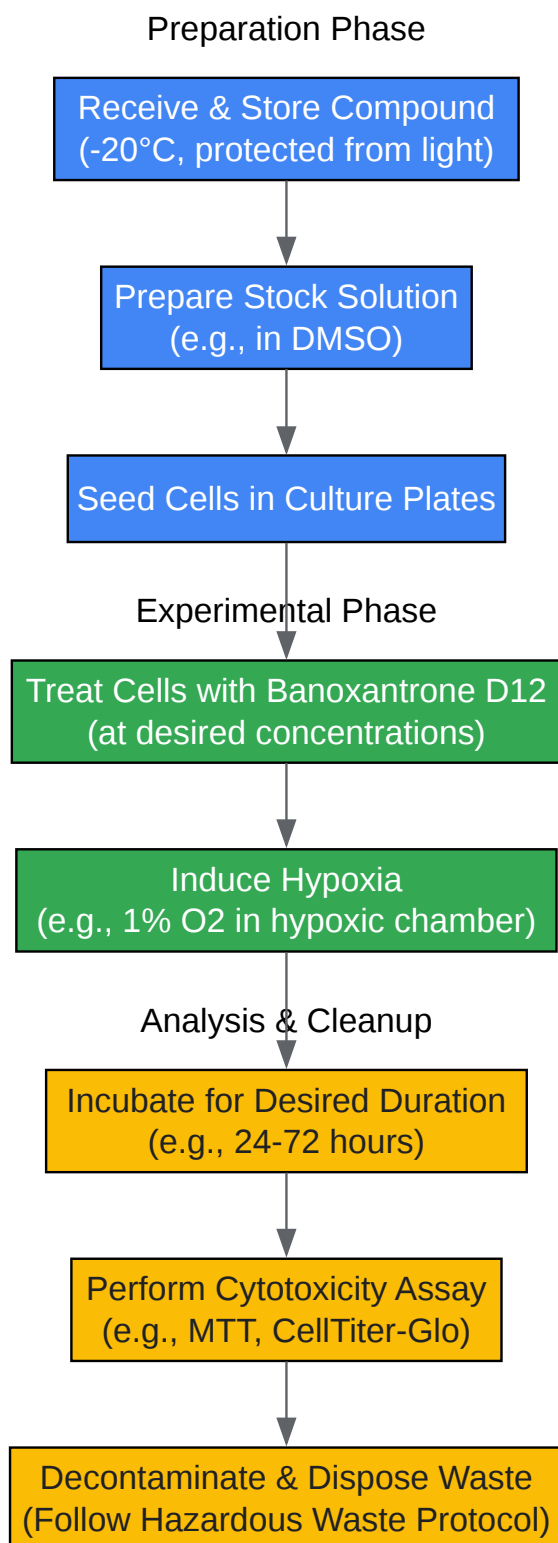 Preparation Phase
Receive & Store Compound
(-20°C, protected from light)
Prepare Stock Solution
(e.g., in DMSO)
Seed Cells in Culture Plates
Experimental Phase
Treat Cells with Banoxantrone D12
(at desired concentrations)
Induce Hypoxia
(e.g., 1% O2 in hypoxic chamber)
Analysis & Cleanup
Incubate for Desired Duration
(e.g., 24-72 hours)
Perform Cytotoxicity Assay
(e.g., MTT, CellTiter-Glo)
Decontaminate & Dispose Waste
(Follow Hazardous Waste Protocol)